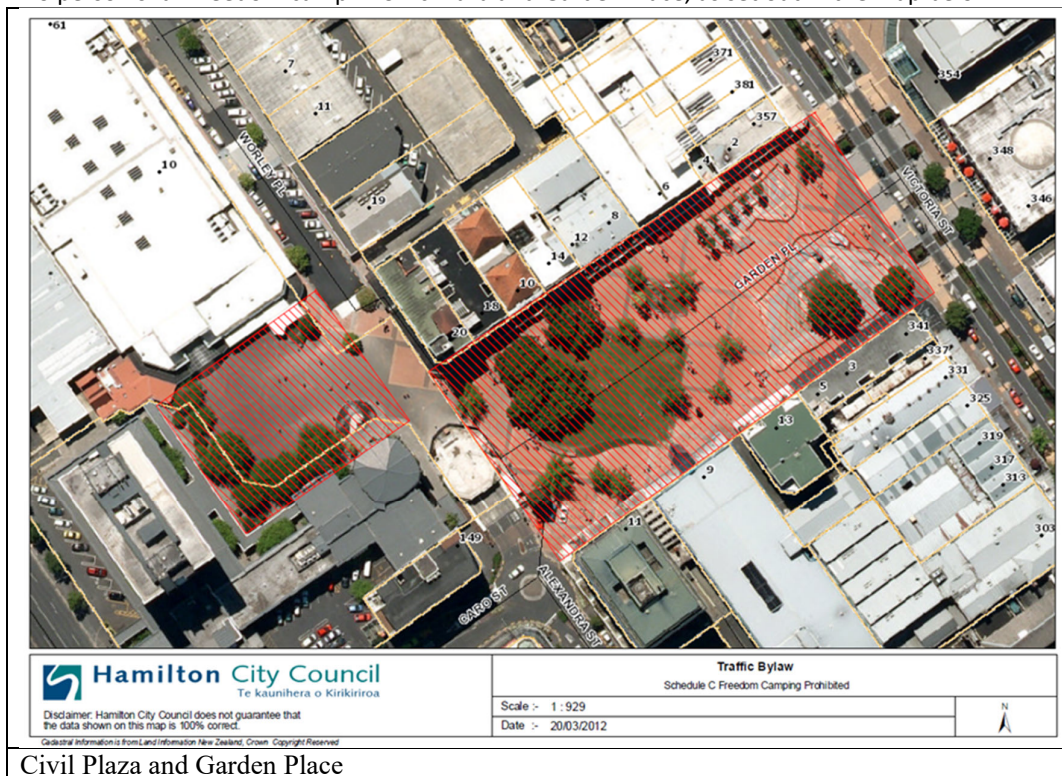 freedom camp in
61
371
354
7
381
11
357
348
2
4
10
WORLEY PL
6
VICTORIA ST
346
19
8
12
14
GARDEN PL
10
18
20
341
337
3
331
5
325
13
319
317
9
313
11
303
149
CARO ST
ALEXANDRA ST
Hamilton City Council
Te kaunihera o Kirikiriroa
Disclaimer: Hamilton City Council does not guarantee that
the data shown on this map is 100% correct.
Traffic Bylaw
Schedule C Freedom Camping Prohibited
Scale :- 1 : 929
Date :- 20/03/2012
N
Cadastral Information is from Land Information New Zealand, Crown Copyright Reserved
Civil Plaza and Garden Place